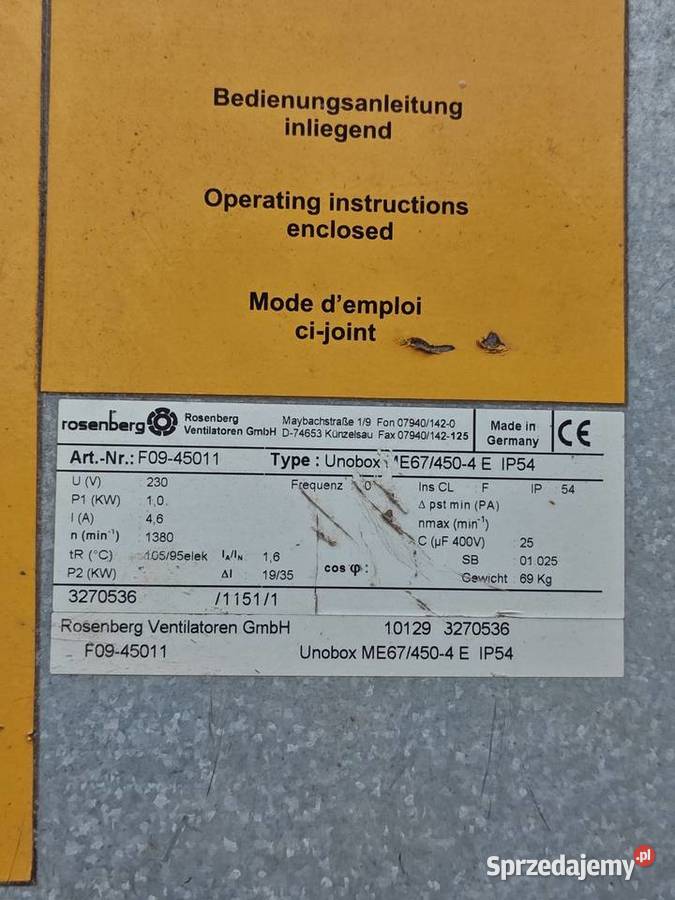 Bedienungsanleitung
inliegend
Operating instructions
enclosed
Mode d'emploi
ci-joint
rosenberg Rosenberg Ventilatoren GmbH Maybachstraße 1/9 Fon 07940/142-0 D-74653 Künzelsau Fax 07940/142-125 Made in Germany CE
Art.-Nr.: F09-45011 Type : Unobox ME67/450-4 E IP54
U (V) 230 Frequenz Ins CL F IP 54
P1 (KW) 1,0 Δ pst min (PA)
I (A) 4,6 nmax (min⁻¹)
n (min⁻¹) 1380 C (µF 400V) 25
tR (°C) 105/95elek I_A/I_N 1,6 cos φ : SB 01.025
P2 (KW) ΔI 19/35 Gewicht 69 Kg
3270536 /1151/1
Rosenberg Ventilatoren GmbH 10129 3270536
F09-45011 Unobox ME67/450-4 E IP54
Sprzedajemy.pl